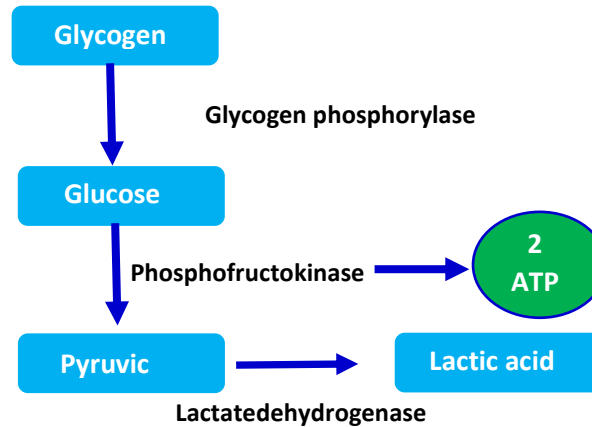 Glycogen
Glycogen phosphorylase
Glucose
2
ATP
Phosphofructokinase
Pyruvic
Lactic acid
Lactatedehydrogenase